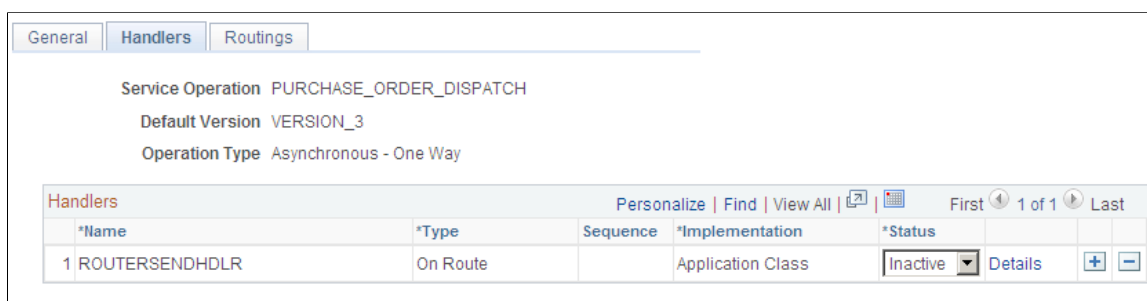 General Handlers Routings
Service Operation PURCHASE_ORDER_DISPATCH
Default Version VERSION_3
Operation Type Asynchronous - One Way
Handlers Personalize | Find | View All | | First 1 of 1 Last
*Name *Type Sequence *Implementation *Status
1 ROUTERSENDHDLR On Route Application Class Inactive Details + −